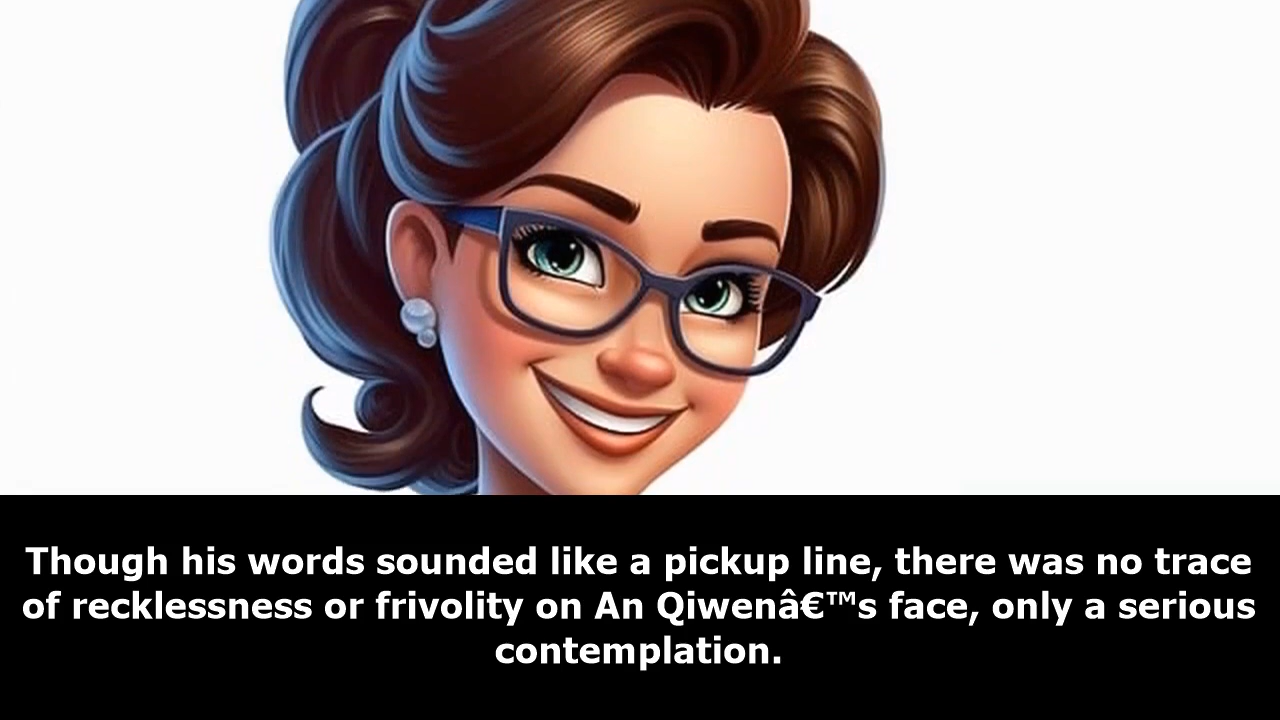 Though his words sounded like a pickup line, there was no trace
of recklessness or frivolity on An Qiwenâ€™s face, only a serious
contemplation.